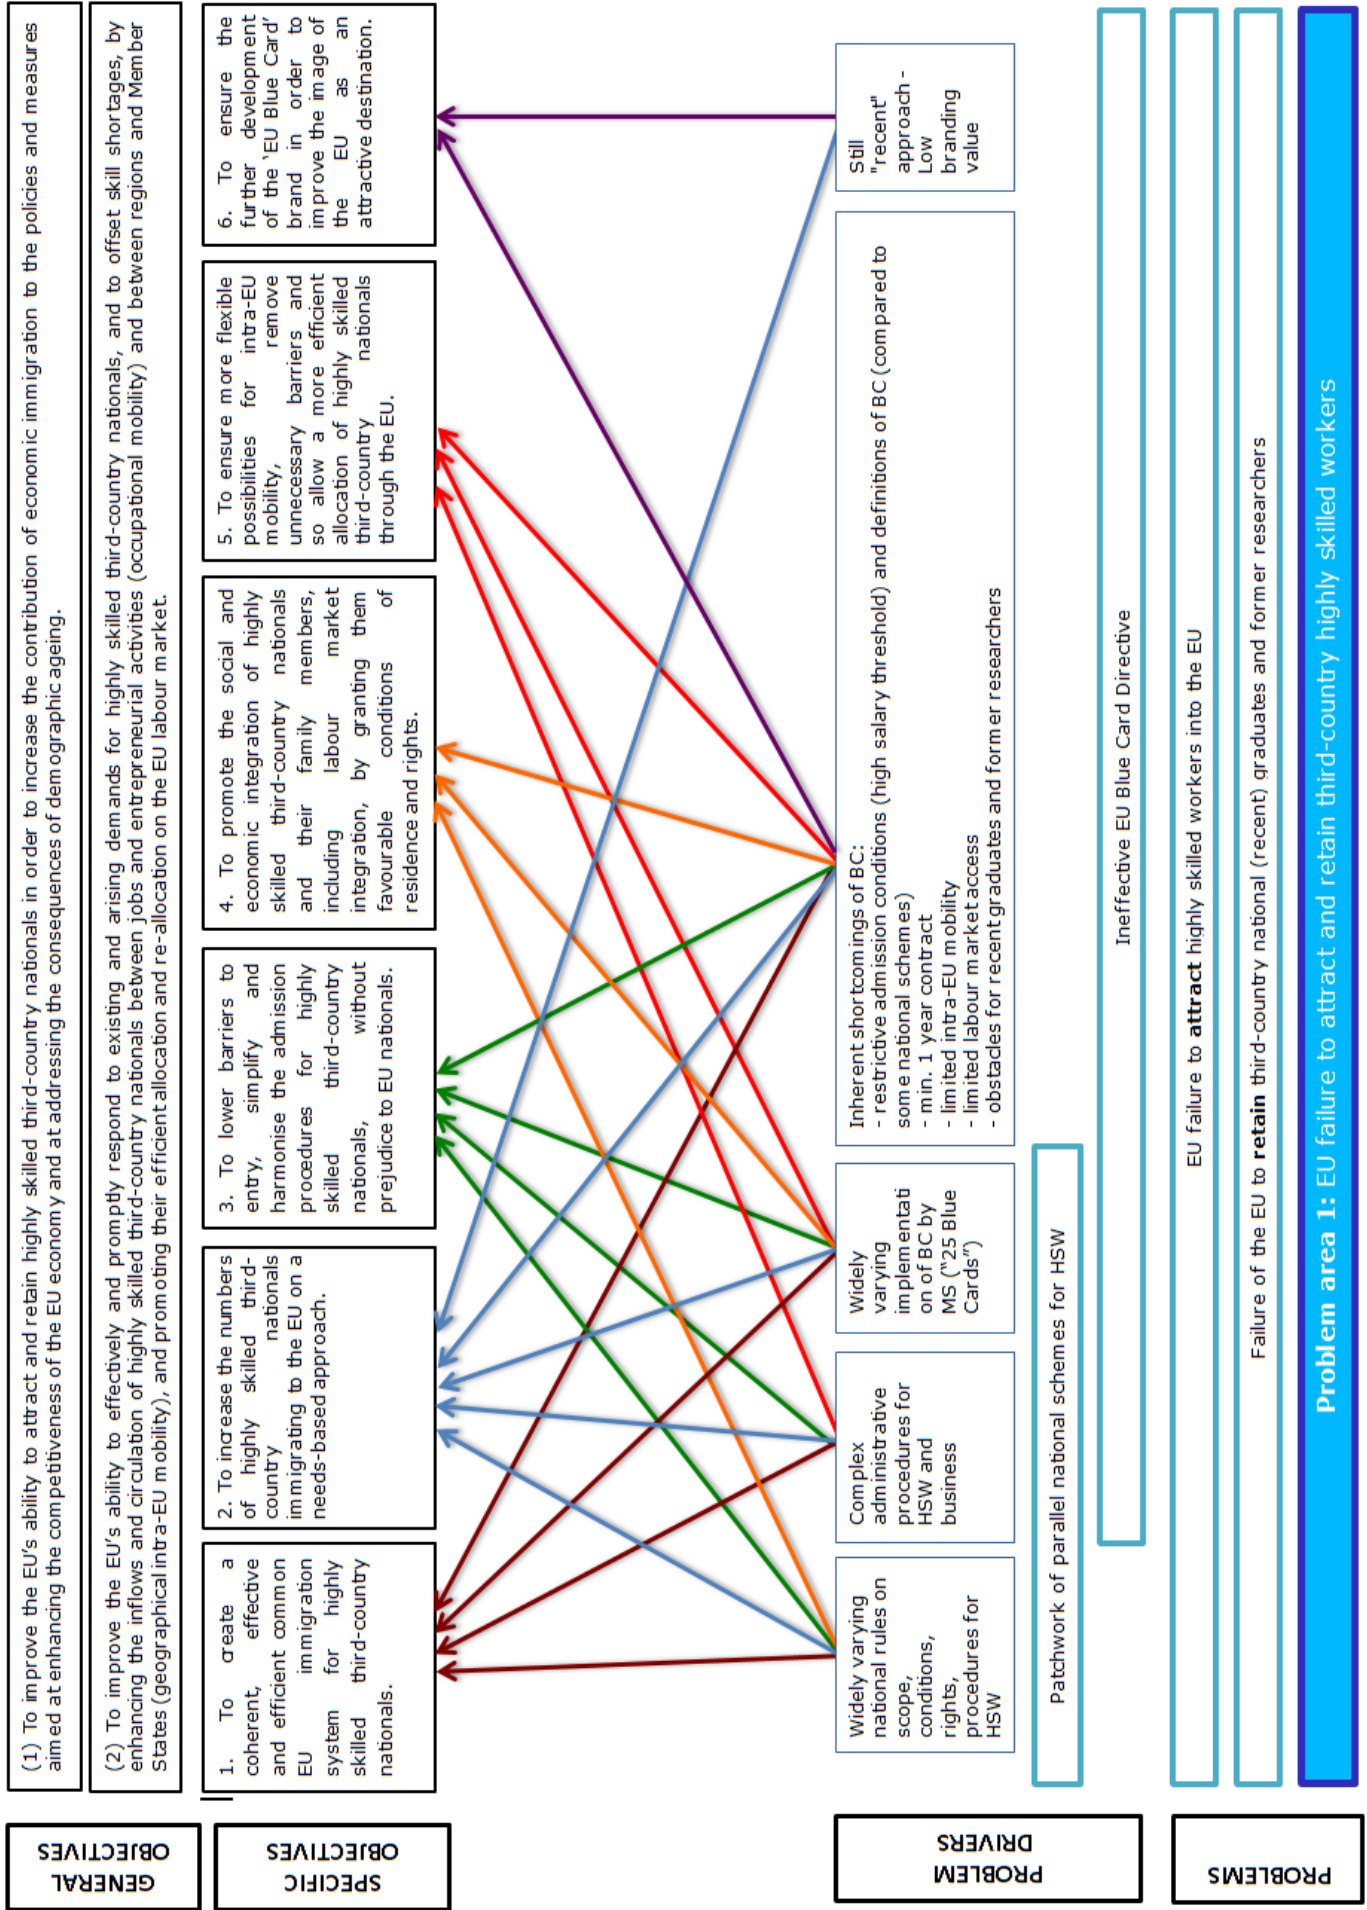 GENERAL
OBJECTIVES
(1) To improve the EU's ability to attract and retain highly skilled third-country nationals in order to increase the contribution of economic immigration to the policies and measures
aimed at enhancing the competitiveness of the EU economy and at addressing the consequences of demographic ageing.
(2) To improve the EU's ability to effectively and promptly respond to existing and arising demands for highly skilled third-country nationals, and to offset skill shortages, by
enhancing the inflows and circulation of highly skilled third-country nationals between jobs and entrepreneurial activities (occupational mobility) and between regions and Member
States (geographical intra-EU mobility), and promoting their efficient allocation and re-allocation on the EU labour market.
SPECIFIC
OBJECTIVES
1. To create a
coherent, effective
and efficient common
EU immigration
system for highly
skilled third-country
nationals.
2. To increase the numbers
of highly skilled third-
country nationals
immigrating to the EU on a
needs-based approach.
3. To lower barriers to
entry, simplify and
harmonise the admission
procedures for highly
skilled third-country
nationals, without
prejudice to EU nationals.
4. To promote the social and
economic integration of highly
skilled third-country nationals
and their family members,
including labour market
integration, by granting them
favourable conditions of
residence and rights.
5. To ensure more flexible
possibilities for intra-EU
mobility, remove
unnecessary barriers and
so allow a more efficient
allocation of highly skilled
third-country nationals
through the EU.
6. To ensure the
further development
of the 'EU Blue Card'
brand in order to
improve the image of
the EU as an
attractive destination.
PROBLEM
DRIVERS
Widely varying
national rules on
scope,
conditions,
rights,
procedures for
HSW
Complex
administrative
procedures for
HSW and
business
Widely
varying
implementati
on of BC by
MS ("25 Blue
Cards")
Inherent shortcomings of BC:
- restrictive admission conditions (high salary threshold) and definitions of BC (compared to
some national schemes)
- min. 1 year contract
- limited intra-EU mobility
- limited labour market access
- obstacles for recent graduates and former researchers
Still
"recent"
approach -
Low
branding
value
Patchwork of parallel national schemes for HSW
Ineffective EU Blue Card Directive
PROBLEMS
EU failure to attract highly skilled workers into the EU
Failure of the EU to retain third-country national (recent) graduates and former researchers
Problem area 1: EU failure to attract and retain third-country highly skilled workers